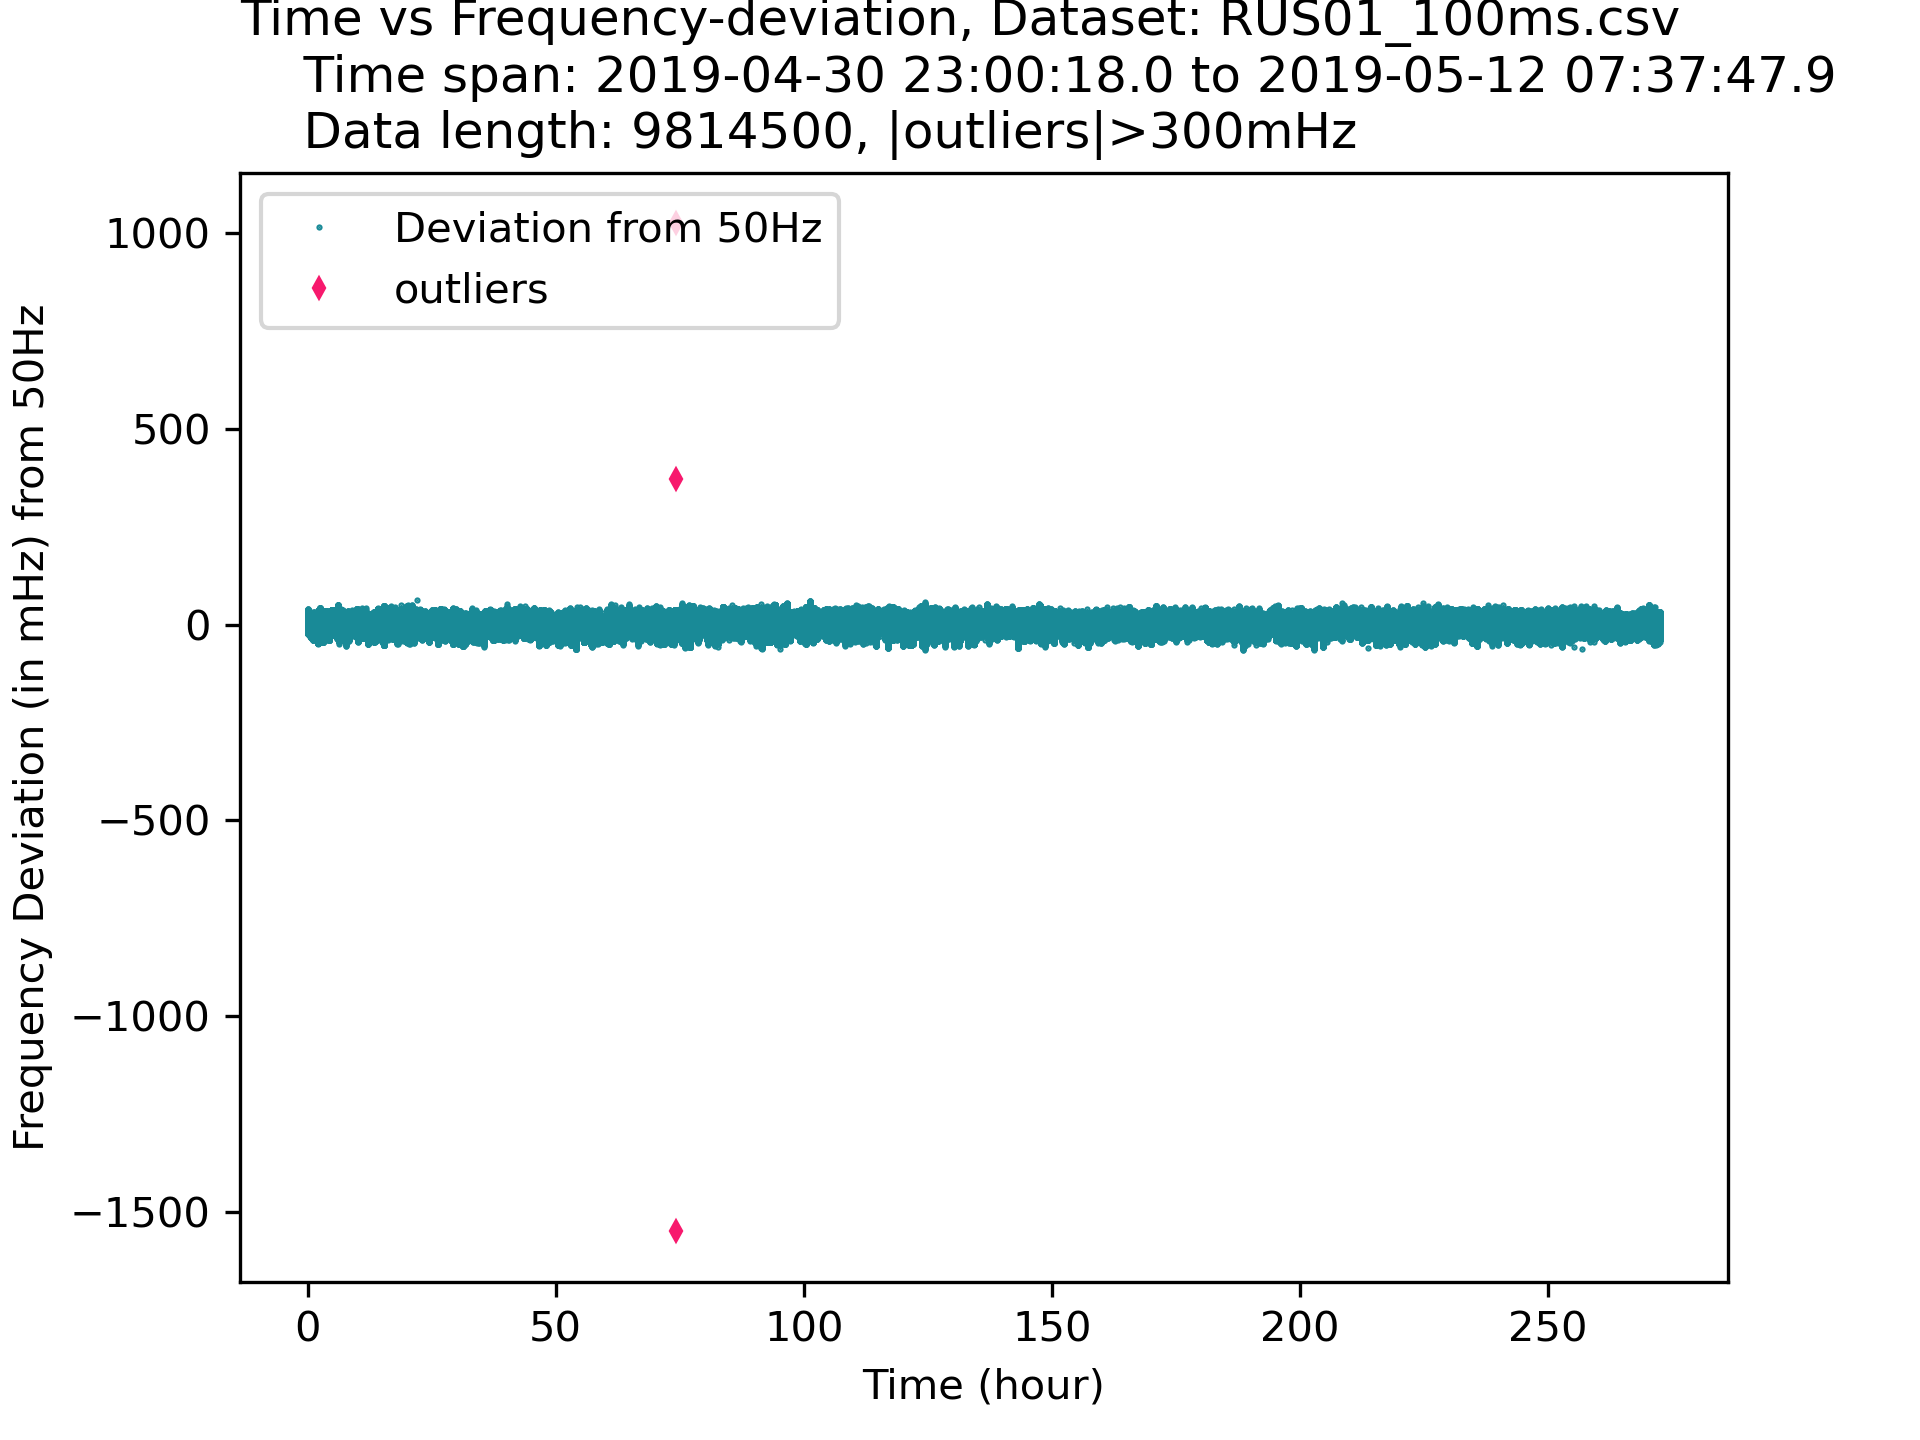 Time vs Frequency-deviation, Dataset: RUS01_100ms.csv
Time span: 2019-04-30 23:00:18.0 to 2019-05-12 07:37:47.9
Data length: 9814500, |outliers|>300mHz
Deviation from 50Hz
outliers
Frequency Deviation (in mHz) from 50Hz
1000
500
0
−500
−1000
−1500
0 50 100 150 200 250
Time (hour)